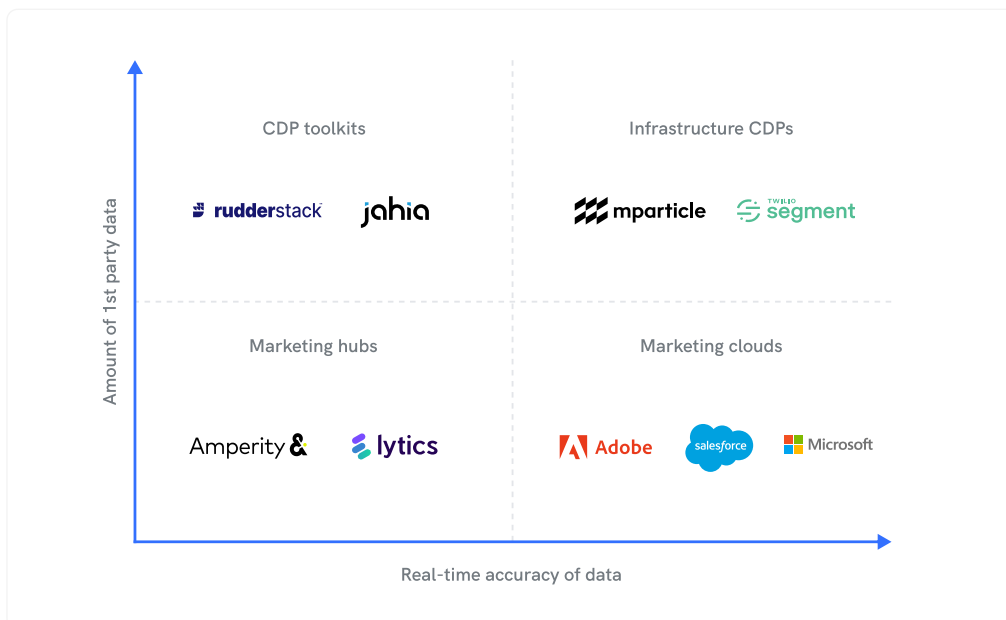 CDP toolkits
Infrastructure CDPs
rudderstack
jahia
mparticle
TWILIO
segment
Amount of 1st party data
Marketing hubs
Marketing clouds
Amperity &
lytics
Adobe
salesforce
Microsoft
Real-time accuracy of data